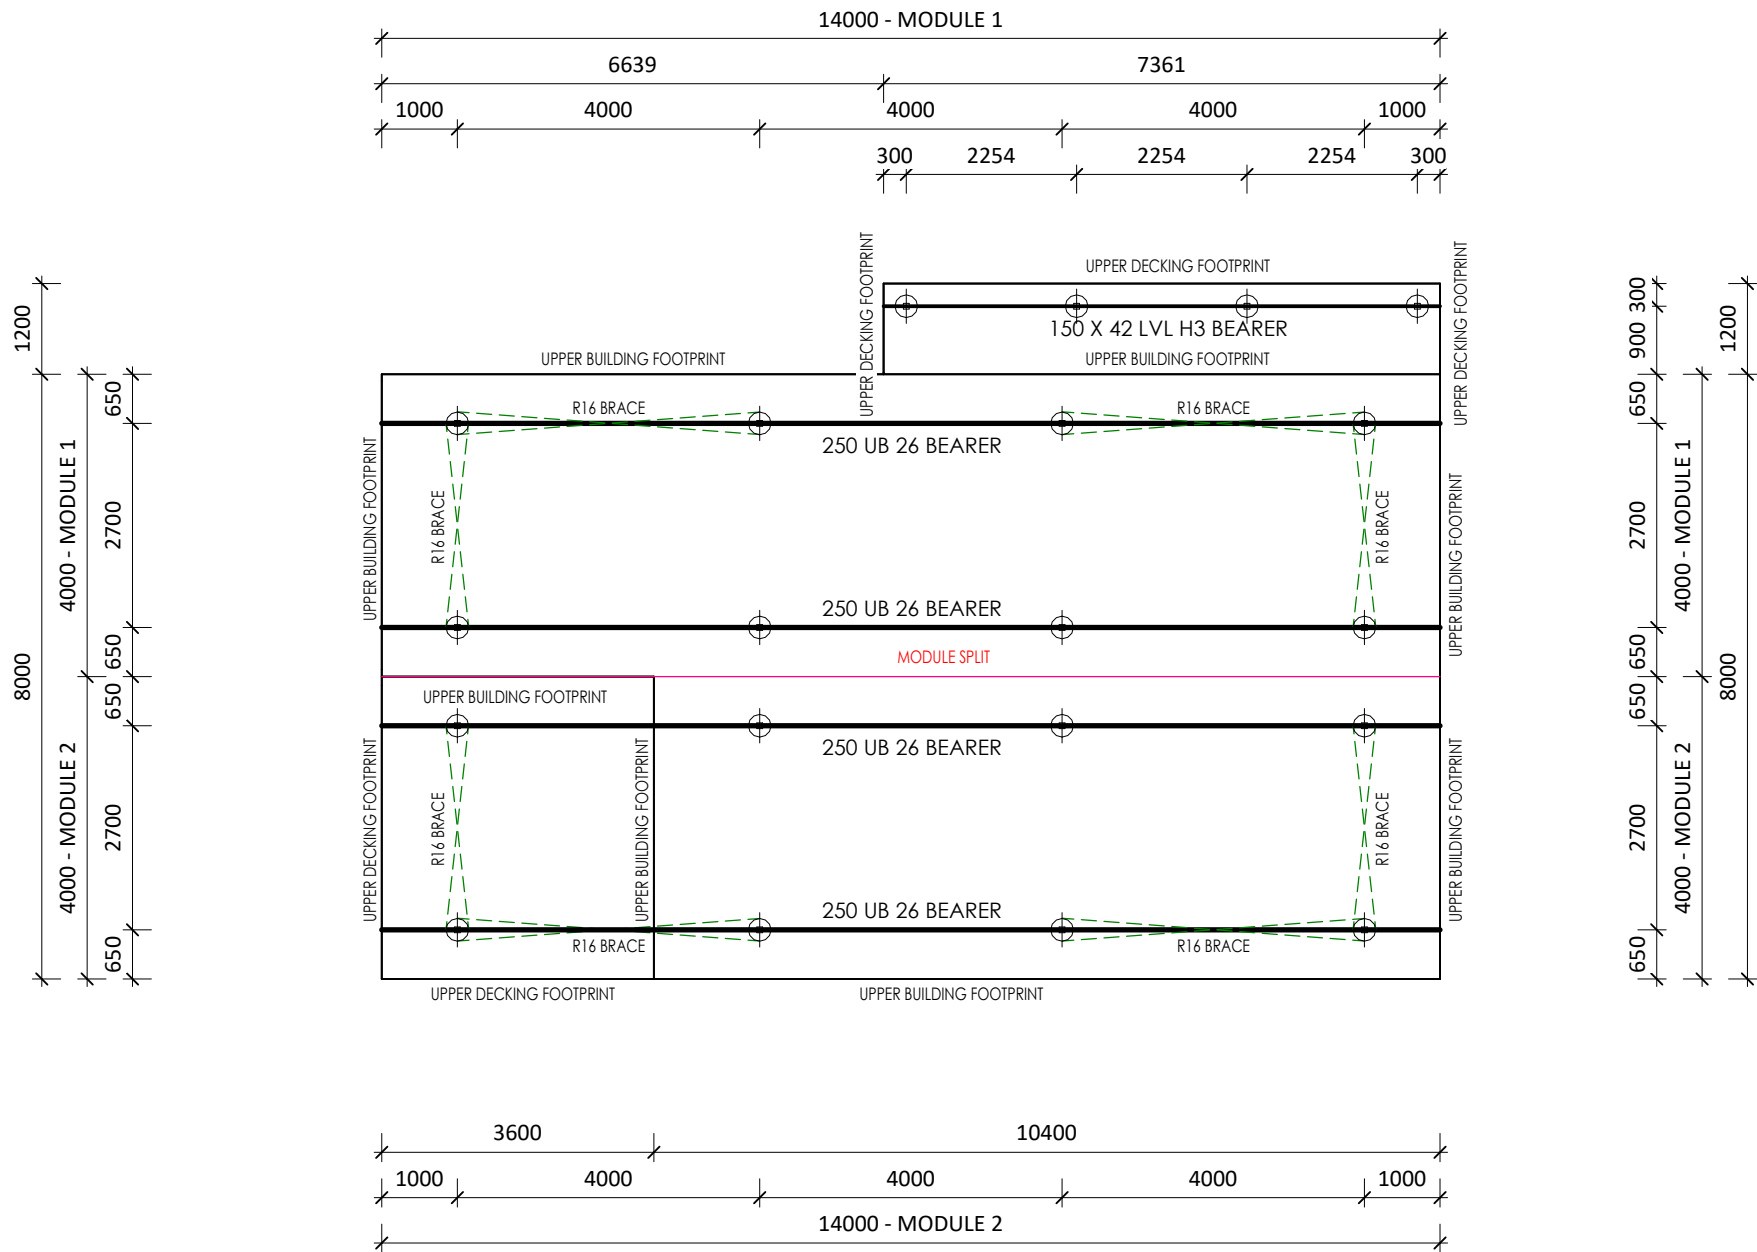 14000 - MODULE 1
6639 7361
1000 4000 4000 4000 1000
300 2254 2254 2254 300
UPPER DECKING FOOTPRINT
UPPER DECKING FOOTPRINT
UPPER DECKING FOOTPRINT
150 X 42 LVL H3 BEARER
UPPER BUILDING FOOTPRINT
UPPER BUILDING FOOTPRINT
R16 BRACE
R16 BRACE
250 UB 26 BEARER
UPPER BUILDING FOOTPRINT
R16 BRACE
R16 BRACE
UPPER BUILDING FOOTPRINT
250 UB 26 BEARER
MODULE SPLIT
UPPER BUILDING FOOTPRINT
250 UB 26 BEARER
UPPER DECKING FOOTPRINT
R16 BRACE
UPPER BUILDING FOOTPRINT
R16 BRACE
UPPER BUILDING FOOTPRINT
250 UB 26 BEARER
R16 BRACE
R16 BRACE
UPPER DECKING FOOTPRINT
UPPER BUILDING FOOTPRINT
1200
8000
4000 - MODULE 1
4000 - MODULE 2
650
2700
650
650
2700
650
300
900
650
2700
650
650
2700
650
4000 - MODULE 1
4000 - MODULE 2
1200
8000
3600 10400
1000 4000 4000 4000 1000
14000 - MODULE 2